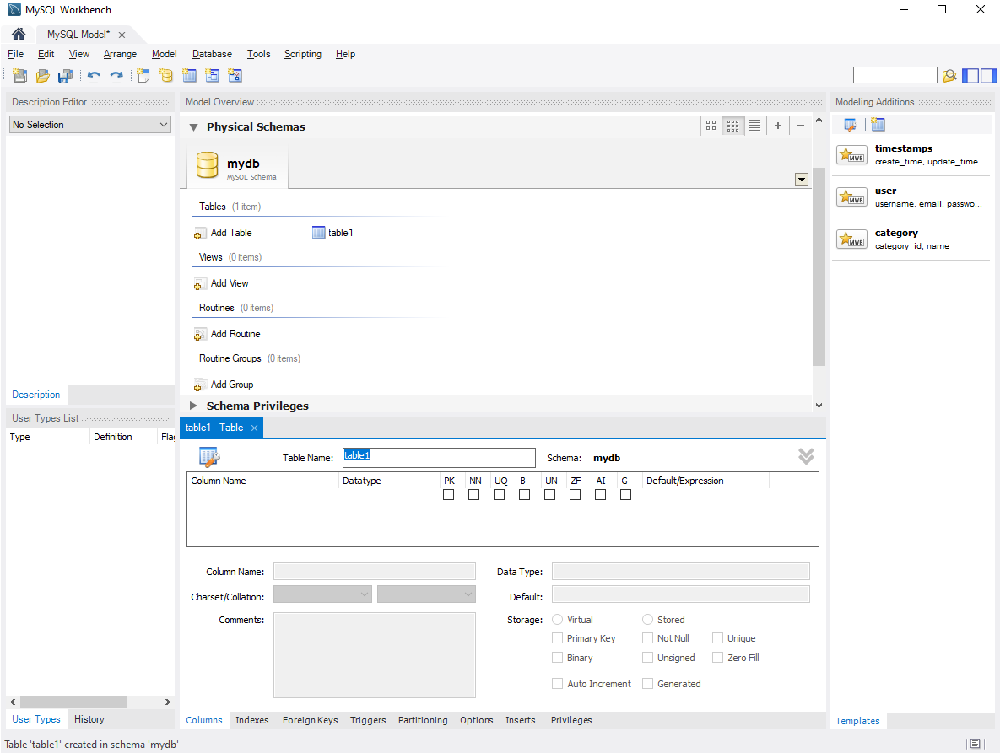 MySQL Workbench
MySQL Model*
File Edit View Arrange Model Database Tools Scripting Help
Description Editor
No Selection
Description
User Types List
Type Definition Flag
User Types History
Model Overview
Physical Schemas
mydb
MySQL Schema
Tables (1 item)
Add Table table1
Views (0 items)
Add View
Routines (0 items)
Add Routine
Routine Groups (0 items)
Add Group
Schema Privileges
table1 - Table
Table Name: table1 Schema: mydb
Column Name Datatype PK NN UQ B UN ZF AI G Default/Expression
Column Name: Data Type:
Charset/Collation: Default:
Comments: Storage: Virtual Stored
Primary Key Not Null Unique
Binary Unsigned Zero Fill
Auto Increment Generated
Columns Indexes Foreign Keys Triggers Partitioning Options Inserts Privileges
Modeling Additions
MWB
timestamps
create_time, update_time
MWB
user
username, email, passwo...
MWB
category
category_id, name
Templates
Table 'table1' created in schema 'mydb'